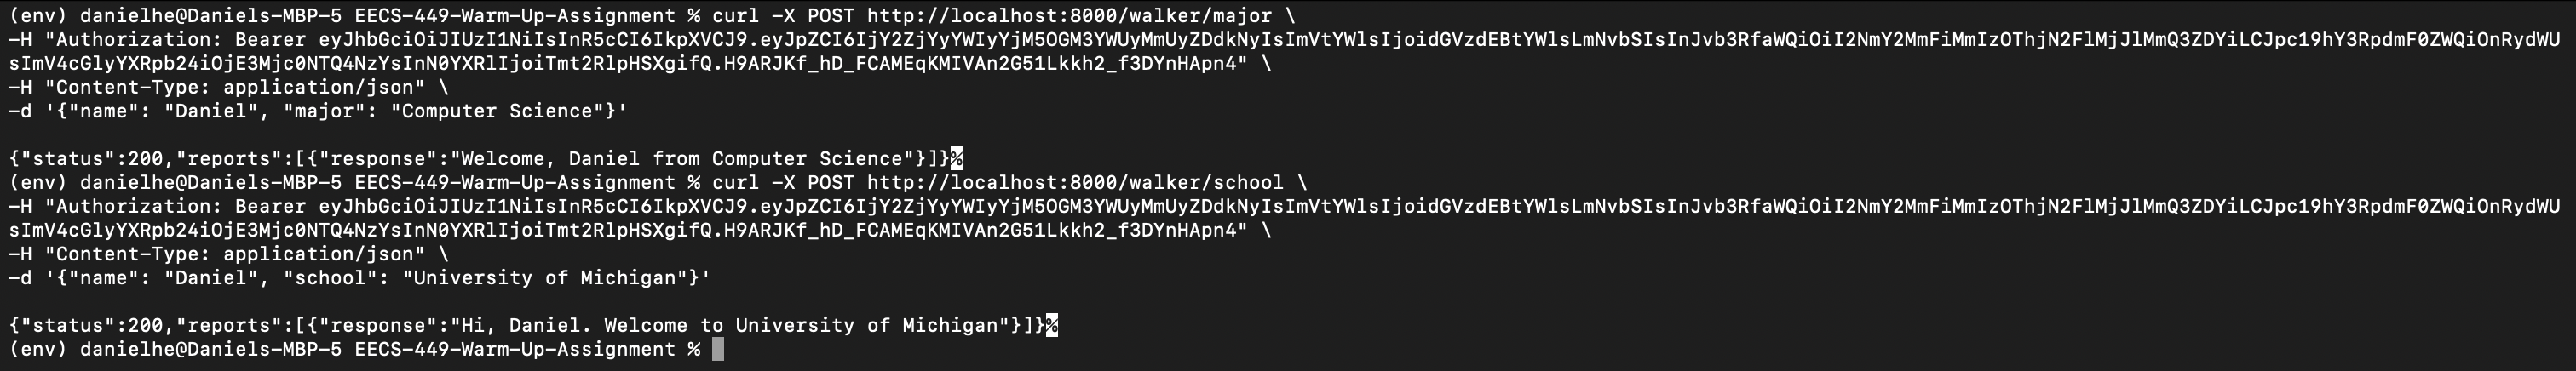 (env) danielhe@Daniels-MBP-5 EECS-449-Warm-Up-Assignment % curl -X POST http://localhost:8000/walker/major \
-H "Authorization: Bearer eyJhbGciOiJIUzI1NiIsInR5cCI6IkpXVCJ9.eyJpZCI6IjY2ZjYyYWIyYjM5OGM3YWUyMmUyZDdkNyIsImVtYWlsIjoidGVzdEBtYWlsLmNvbSIsInJvb3RfaWQiOiI2NmY2MmFiMmIzOThjN2FlMjJlMmQ3ZDYiLCJpc19hY3RpdmF0ZWQiOnRydWU
sImV4cGlyYXRpb24iOjE3Mjc0NTQ4NzYsInN0YXRlIjoiTmt2RlpHSXgifQ.H9ARJKf_hD_FCAMEqKMIVAn2G51Lkkh2_f3DYnHApn4" \
-H "Content-Type: application/json" \
-d '{"name": "Daniel", "major": "Computer Science"}'
{"status":200,"reports":[{"response":"Welcome, Daniel from Computer Science"}]}%
(env) danielhe@Daniels-MBP-5 EECS-449-Warm-Up-Assignment % curl -X POST http://localhost:8000/walker/school \
-H "Authorization: Bearer eyJhbGciOiJIUzI1NiIsInR5cCI6IkpXVCJ9.eyJpZCI6IjY2ZjYyYWIyYjM5OGM3YWUyMmUyZDdkNyIsImVtYWlsIjoidGVzdEBtYWlsLmNvbSIsInJvb3RfaWQiOiI2NmY2MmFiMmIzOThjN2FlMjJlMmQ3ZDYiLCJpc19hY3RpdmF0ZWQiOnRydWU
sImV4cGlyYXRpb24iOjE3Mjc0NTQ4NzYsInN0YXRlIjoiTmt2RlpHSXgifQ.H9ARJKf_hD_FCAMEqKMIVAn2G51Lkkh2_f3DYnHApn4" \
-H "Content-Type: application/json" \
-d '{"name": "Daniel", "school": "University of Michigan"}'
{"status":200,"reports":[{"response":"Hi, Daniel. Welcome to University of Michigan"}]}%
(env) danielhe@Daniels-MBP-5 EECS-449-Warm-Up-Assignment %